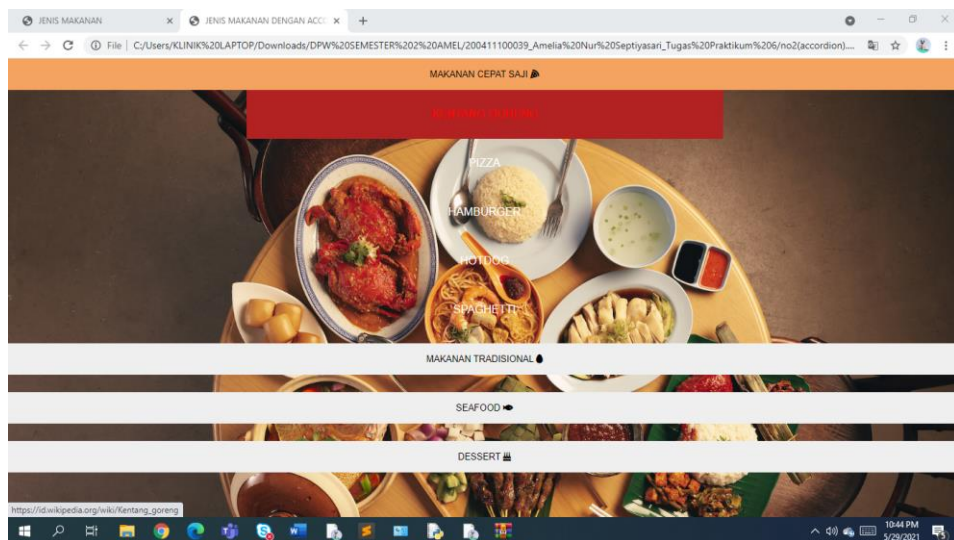 JENIS MAKANAN
JENIS MAKANAN DENGAN ACC
File | C:/Users/KLINIK%20LAPTOP/Downloads/DPW%20SEMESTER%202%20AMEL/200411100039_Amelia%20Nur%20Septiyasari_Tugas%20Praktikum%206/no2(accordion)....
MAKANAN CEPAT SAJI
KENTANG GORENG
PIZZA
HAMBURGER
HOTDOG
SPAGHETTI
MAKANAN TRADISIONAL
SEAFOOD
DESSERT
https://id.wikipedia.org/wiki/Kentang_goreng
10:44 PM
5/29/2021